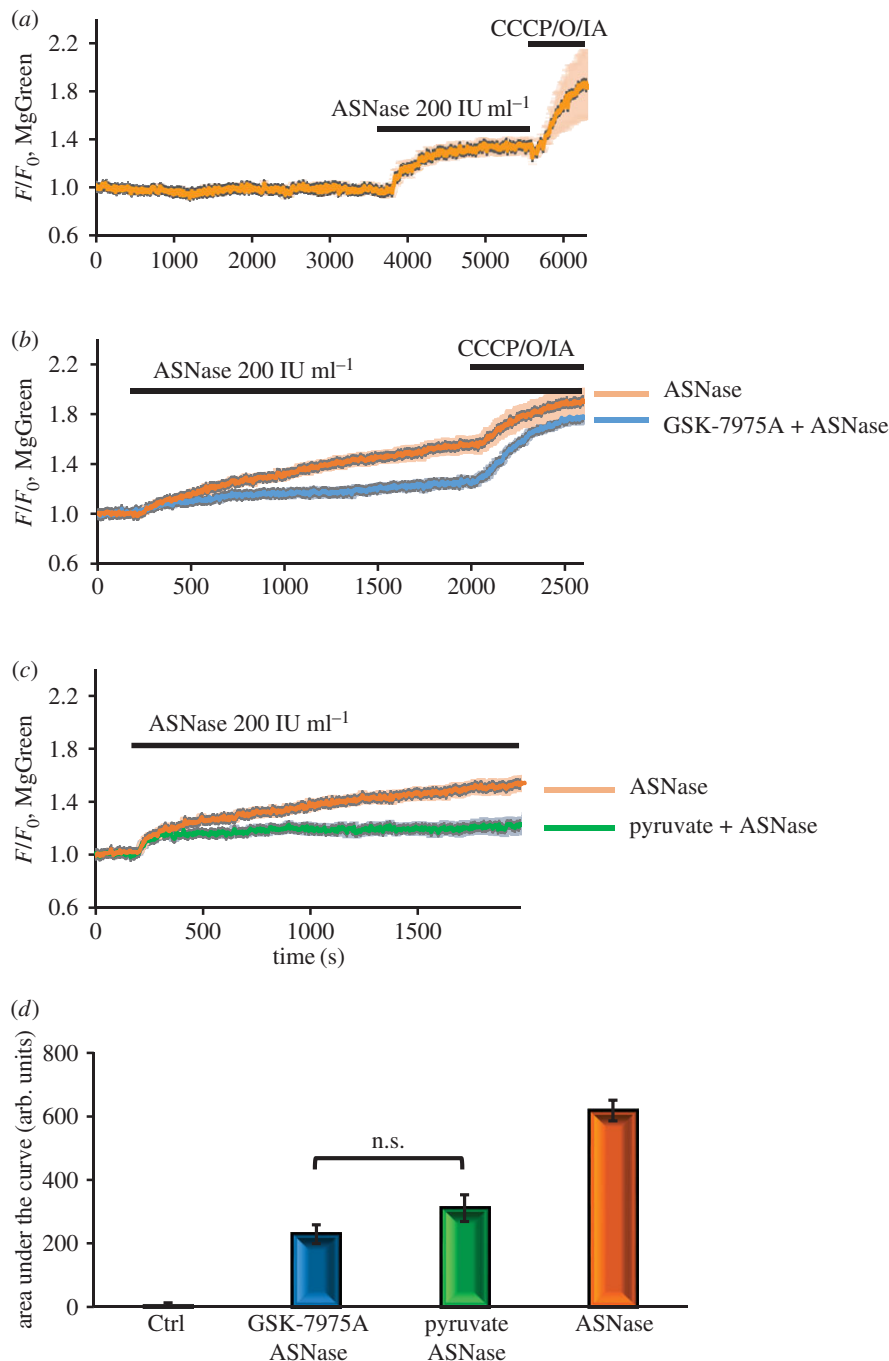 (a)
CCCP/O/IA
ASNase 200 IU ml⁻¹
F/F₀, MgGreen
2.2
1.8
1.4
1.0
0.6
0 1000 2000 3000 4000 5000 6000
(b)
CCCP/O/IA
ASNase 200 IU ml⁻¹
ASNase
GSK-7975A + ASNase
F/F₀, MgGreen
2.2
1.8
1.4
1.0
0.6
0 500 1000 1500 2000 2500
(c)
ASNase 200 IU ml⁻¹
ASNase
pyruvate + ASNase
F/F₀, MgGreen
2.2
1.8
1.4
1.0
0.6
0 500 1000 1500
time (s)
(d)
area under the curve (arb. units)
800
600
400
200
0
n.s.
Ctrl GSK-7975A pyruvate ASNase
ASNase ASNase